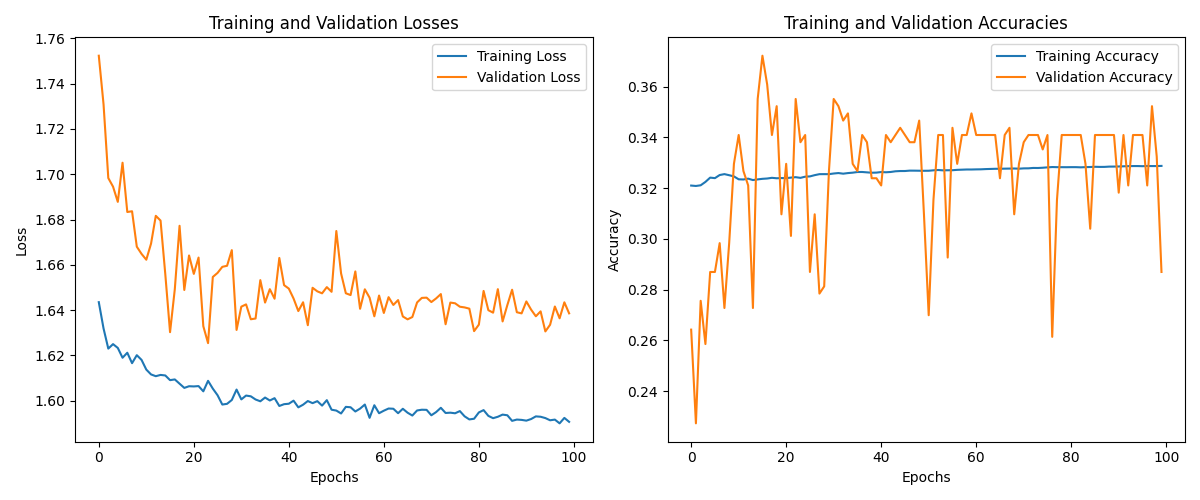 Training and Validation Losses
1.76
1.74
1.72
1.70
1.68
1.66
1.64
1.62
1.60
Loss
0
20
40
60
80
100
Epochs
Training Loss
Validation Loss
Training and Validation Accuracies
0.36
0.34
0.32
0.30
0.28
0.26
0.24
Accuracy
0
20
40
60
80
100
Epochs
Training Accuracy
Validation Accuracy